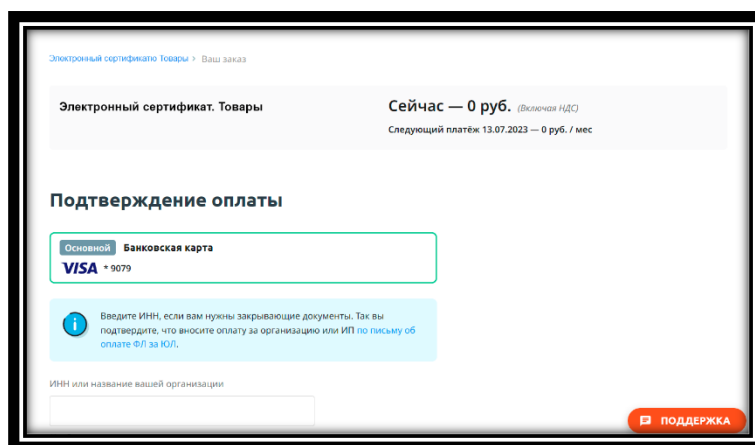 Электронный сертификатю Товары › Ваш заказ
Электронный сертификат. Товары
Сейчас — 0 руб. (Включая НДС)
Следующий платёж 13.07.2023 — 0 руб. / мес
Подтверждение оплаты
Основной Банковская карта
VISA * 9079
Введите ИНН, если вам нужны закрывающие документы. Так вы
подтвердите, что вносите оплату за организацию или ИП по письму об
оплате ФЛ за ЮЛ.
ИНН или название вашей организации
ПОДДЕРЖКА